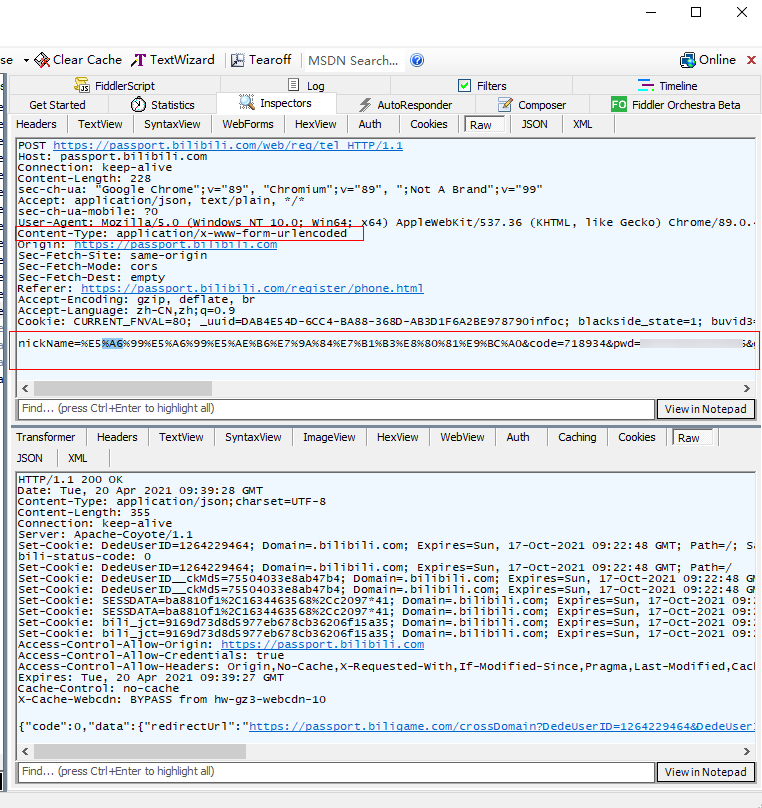 se Clear Cache TextWizard Tearoff MSDN Search... Online
FiddlerScript Log Filters Timeline
Get Started Statistics Inspectors AutoResponder Composer FO Fiddler Orchestra Beta
Headers TextView SyntaxView WebForms HexView Auth Cookies Raw JSON XML
POST https://passport.bilibili.com/web/reg/tel HTTP/1.1
Host: passport.bilibili.com
Connection: keep-alive
Content-Length: 228
sec-ch-ua: "Google Chrome";v="89", "Chromium";v="89", ";Not A Brand";v="99"
Accept: application/json, text/plain, */*
sec-ch-ua-mobile: ?0
User-Agent: Mozilla/5.0 (Windows NT 10.0; Win64; x64) AppleWebKit/537.36 (KHTML, like Gecko) Chrome/89.0.4
Content-Type: application/x-www-form-urlencoded
Origin: https://passport.bilibili.com
Sec-Fetch-Site: same-origin
Sec-Fetch-Mode: cors
Sec-Fetch-Dest: empty
Referer: https://passport.bilibili.com/register/phone.html
Accept-Encoding: gzip, deflate, br
Accept-Language: zh-CN,zh;q=0.9
Cookie: CURRENT_FNVAL=80; _uuid=DAB4E54D-6CC4-BA88-368D-AB3D1F6A2BE978790infoc; blackside_state=1; buvid3=
nickName=%E5%A6%99%E5%A6%99%E5%AE%B6%E7%9A%84%E7%B1%B3%E8%80%81%E9%BC%A0&code=718934&pwd=
Find... (press Ctrl+Enter to highlight all) View in Notepad
Transformer Headers TextView SyntaxView ImageView HexView WebView Auth Caching Cookies Raw
JSON XML
HTTP/1.1 200 OK
Date: Tue, 20 Apr 2021 09:39:28 GMT
Content-Type: application/json;charset=UTF-8
Content-Length: 355
Connection: keep-alive
Server: Apache-Coyote/1.1
Set-Cookie: DedeUserID=1264229464; Domain=.bilibili.com; Expires=Sun, 17-Oct-2021 09:22:48 GMT; Path=/; S
bili-status-code: 0
Set-Cookie: DedeUserID=1264229464; Domain=.bilibili.com; Expires=Sun, 17-Oct-2021 09:22:48 GMT; Path=/
Set-Cookie: DedeUserID__ckMd5=75504033e8ab47b4; Domain=.bilibili.com; Expires=Sun, 17-Oct-2021 09:22:48 GM
Set-Cookie: DedeUserID__ckMd5=75504033e8ab47b4; Domain=.bilibili.com; Expires=Sun, 17-Oct-2021 09:22:48 GM
Set-Cookie: SESSDATA=ba8810f1%2C1634463568%2Cc2097*41; Domain=.bilibili.com; Expires=Sun, 17-Oct-2021 09:2
Set-Cookie: SESSDATA=ba8810f1%2C1634463568%2Cc2097*41; Domain=.bilibili.com; Expires=Sun, 17-Oct-2021 09:2
Set-Cookie: bili_jct=9169d73d8d5977eb678cb36206f15a35; Domain=.bilibili.com; Expires=Sun, 17-Oct-2021 09:2
Set-Cookie: bili_jct=9169d73d8d5977eb678cb36206f15a35; Domain=.bilibili.com; Expires=Sun, 17-Oct-2021 09:2
Access-Control-Allow-Origin: https://passport.bilibili.com
Access-Control-Allow-Credentials: true
Access-Control-Allow-Headers: Origin,No-Cache,X-Requested-With,If-Modified-Since,Pragma,Last-Modified,Cac
Expires: Tue, 20 Apr 2021 09:39:27 GMT
Cache-Control: no-cache
X-Cache-Webcdn: BYPASS from hw-gz3-webcdn-10
{"code":0,"data":{"redirectUrl":"https://passport.biligame.com/crossDomain?DedeUserID=1264229464&DedeUser
Find... (press Ctrl+Enter to highlight all) View in Notepad